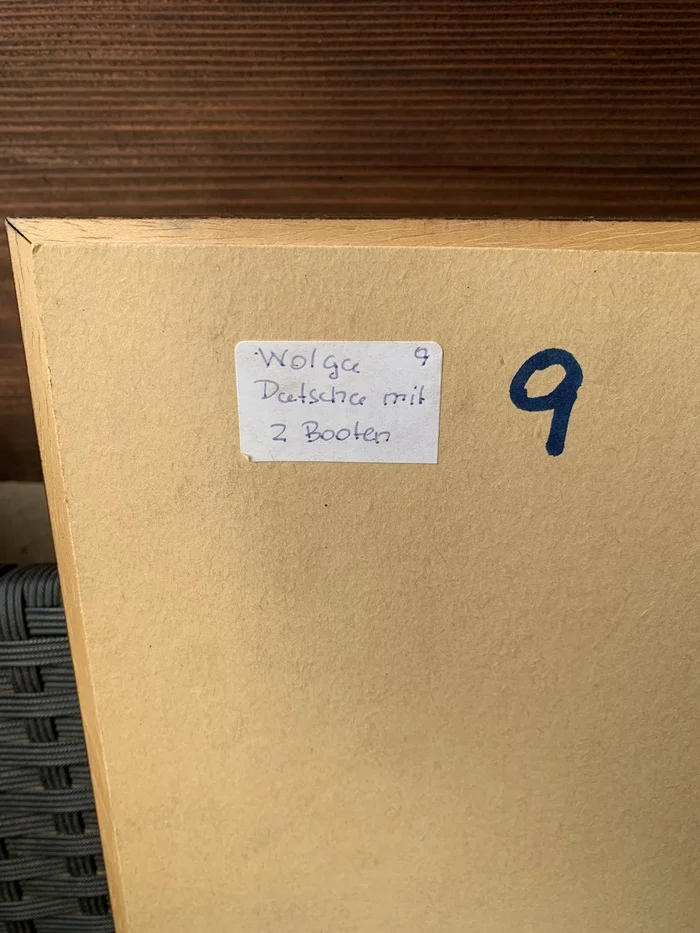 Wolga 9
Datscha mit
2 Booten
9